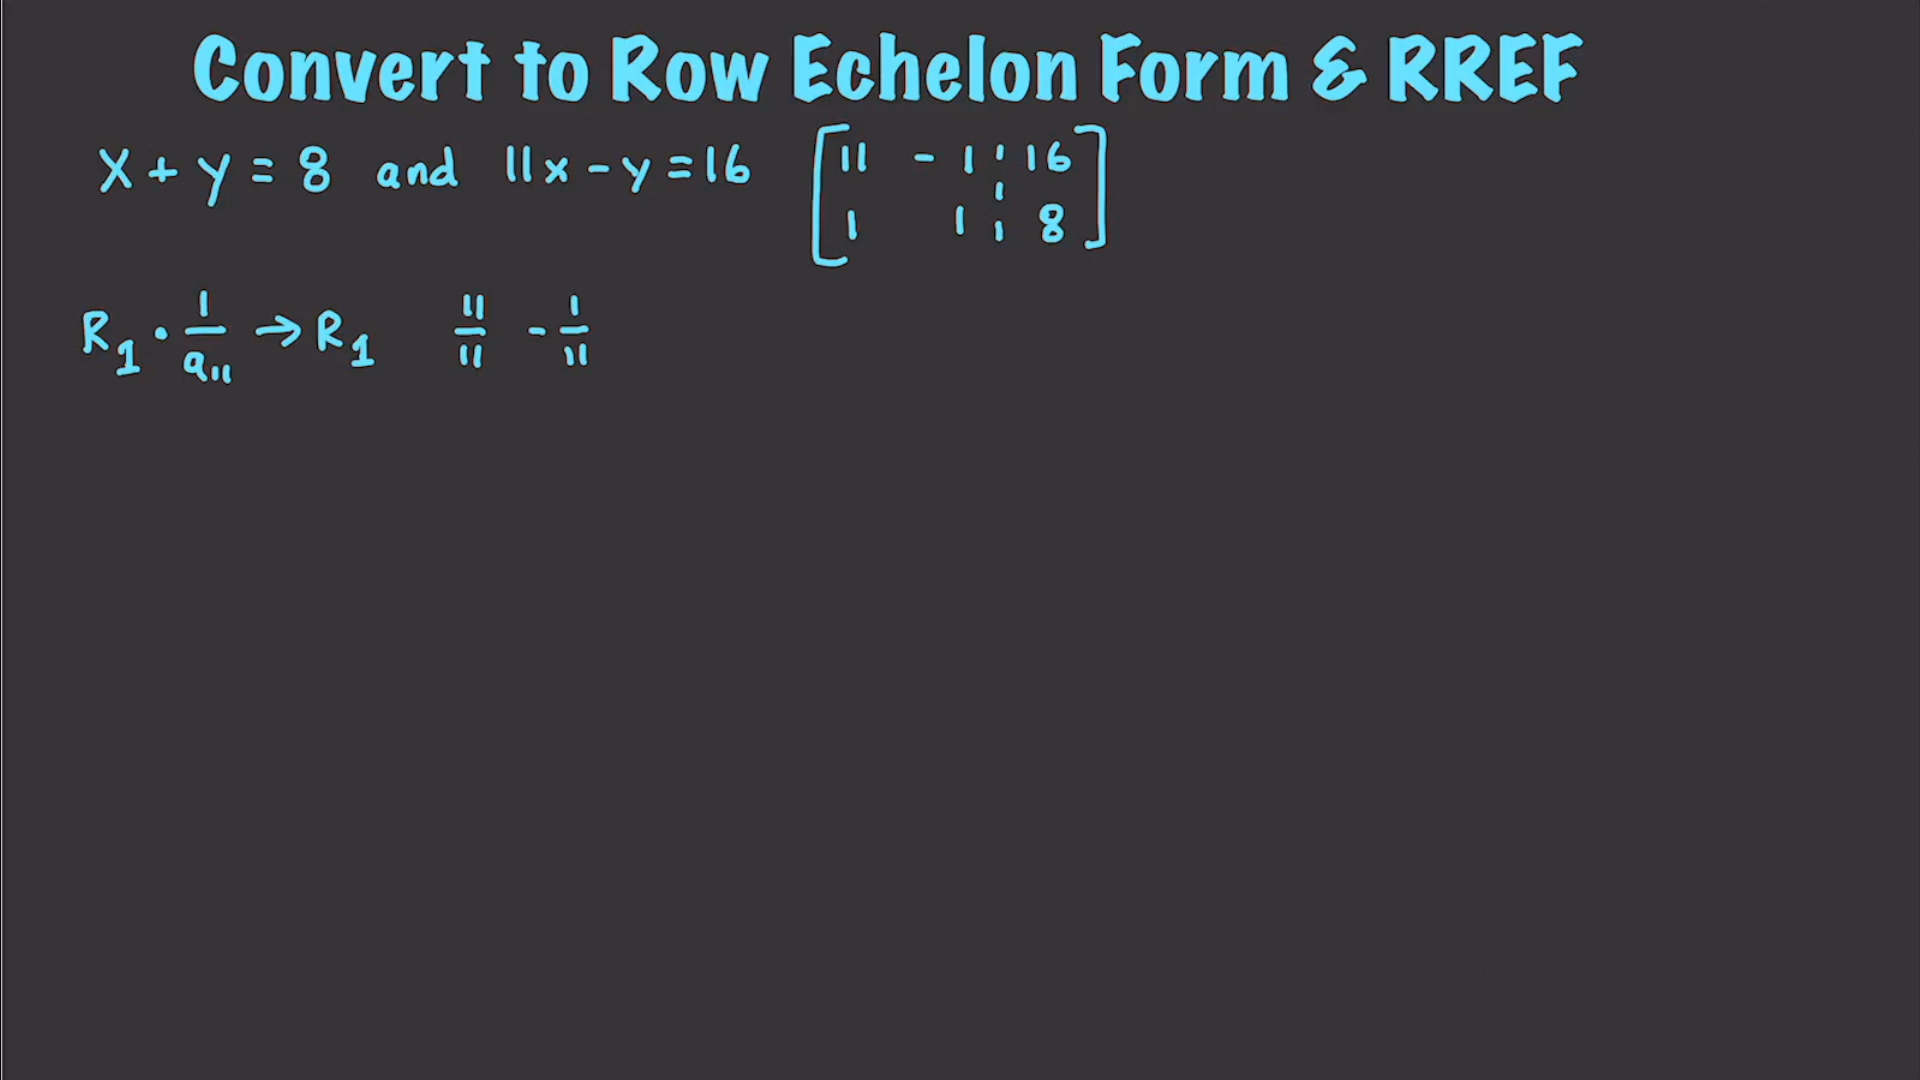 Convert to Row Echelon Form & RREF
x + y = 8 and 11x - y = 16 [11 -1 ¦ 16
1 1 ¦ 8]
R₁ · 1/a₁₁ → R₁ 11/11 -1/11